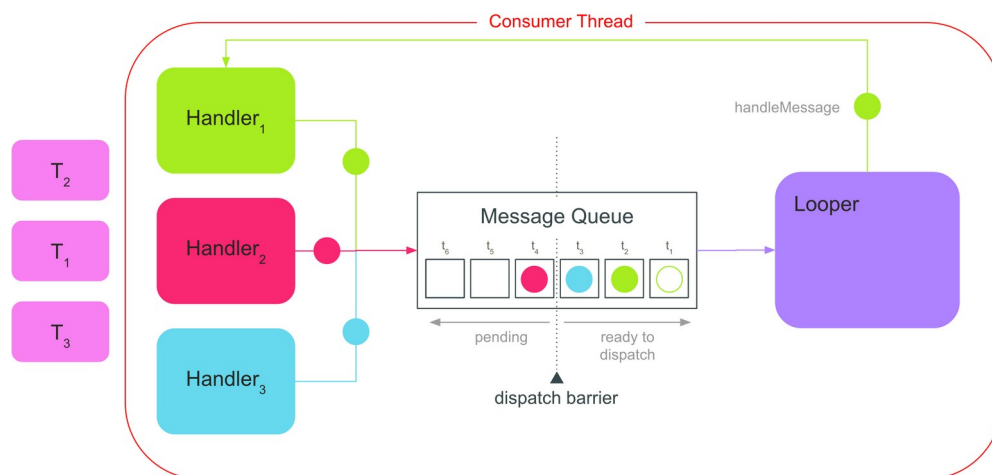 Consumer Thread
Handler₁
handleMessage
T₂
Message Queue
Looper
Handler₂
T₁
t₆ t₅ t₄ t₃ t₂ t₁
T₃
pending
ready to
dispatch
Handler₃
dispatch barrier